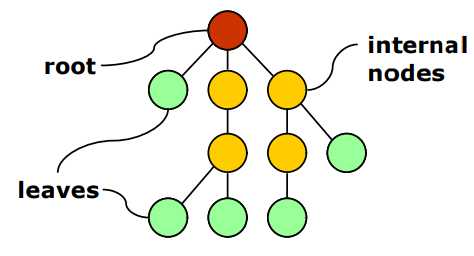 root
internal
nodes
leaves